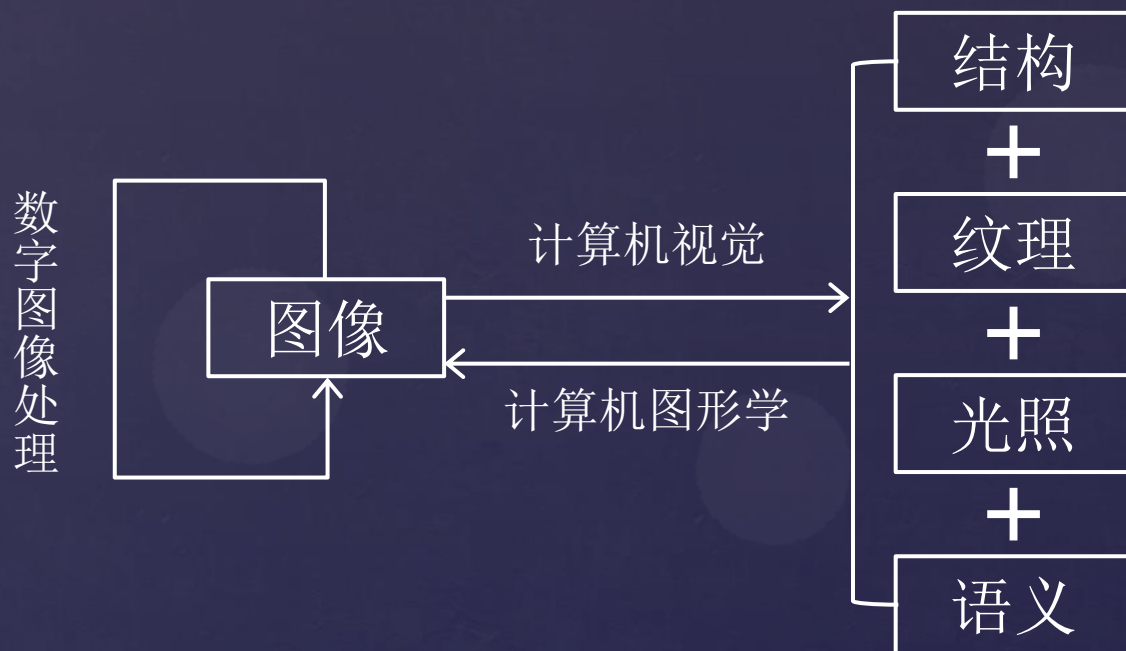 结构
+
纹理
+
光照
+
语义
计算机视觉
图像
计算机图形学
数字图像处理